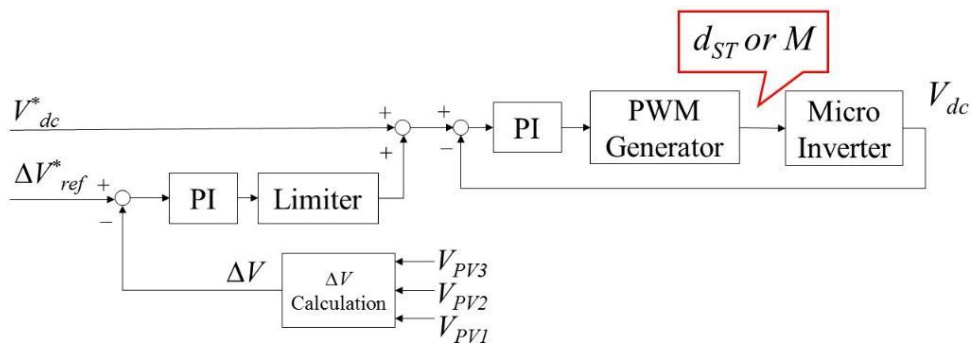 d_ST or M
V*_dc
+
+
+
−
PI
PWM
Generator
Micro
Inverter
V_dc
ΔV*_ref
+
−
PI
Limiter
ΔV
ΔV
Calculation
V_PV3
V_PV2
V_PV1